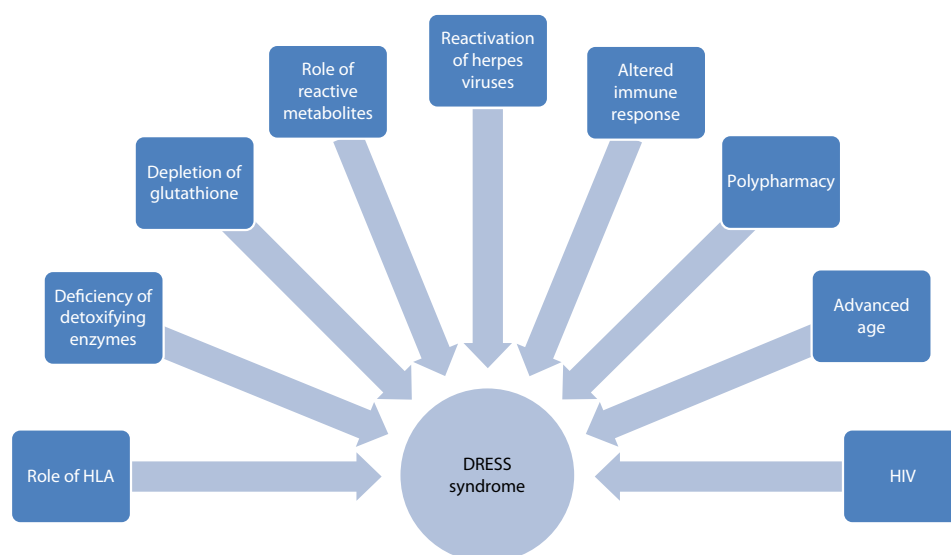 Role of HLA
Deficiency of
detoxifying
enzymes
Depletion of
glutathione
Role of
reactive
metabolites
Reactivation
of herpes
viruses
Altered
immune
response
Polypharmacy
Advanced
age
HIV
DRESS
syndrome